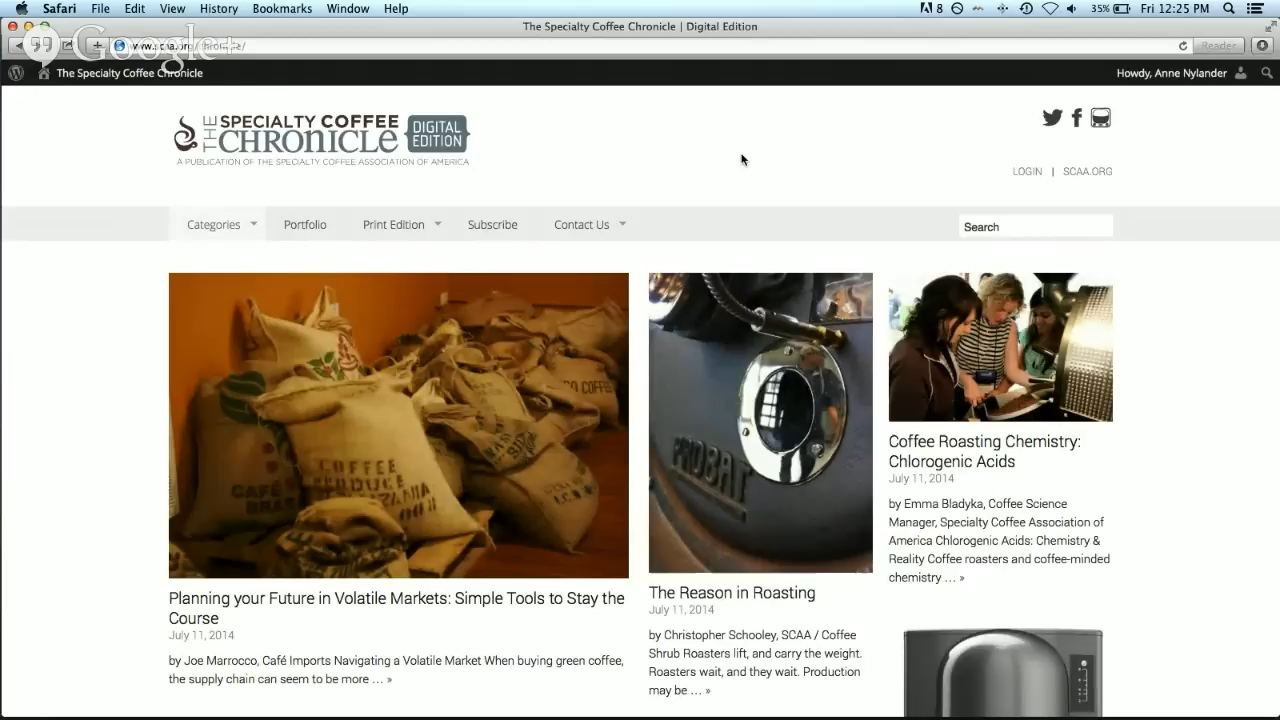 Safari File Edit View History Bookmarks Window Help 8 35% Fri 12:25 PM
The Specialty Coffee Chronicle | Digital Edition
Google+
Reader
The Specialty Coffee Chronicle Howdy, Anne Nylander
THE SPECIALTY COFFEE
CHRONICLE
DIGITAL
EDITION
A PUBLICATION OF THE SPECIALTY COFFEE ASSOCIATION OF AMERICA
LOGIN | SCAA.ORG
Categories Portfolio Print Edition Subscribe Contact Us Search
COFFEE
PRODUCE
TANZANIA
CAFÉ
PROBAT
Planning your Future in Volatile Markets: Simple Tools to Stay the
Course
July 11, 2014
by Joe Marrocco, Café Imports Navigating a Volatile Market When buying green coffee,
the supply chain can seem to be more … »
The Reason in Roasting
July 11, 2014
by Christopher Schooley, SCAA / Coffee
Shrub Roasters lift, and carry the weight.
Roasters wait, and they wait. Production
may be … »
Coffee Roasting Chemistry:
Chlorogenic Acids
July 11, 2014
by Emma Bladyka, Coffee Science
Manager, Specialty Coffee Association of
America Chlorogenic Acids: Chemistry &
Reality Coffee roasters and coffee-minded
chemistry … »